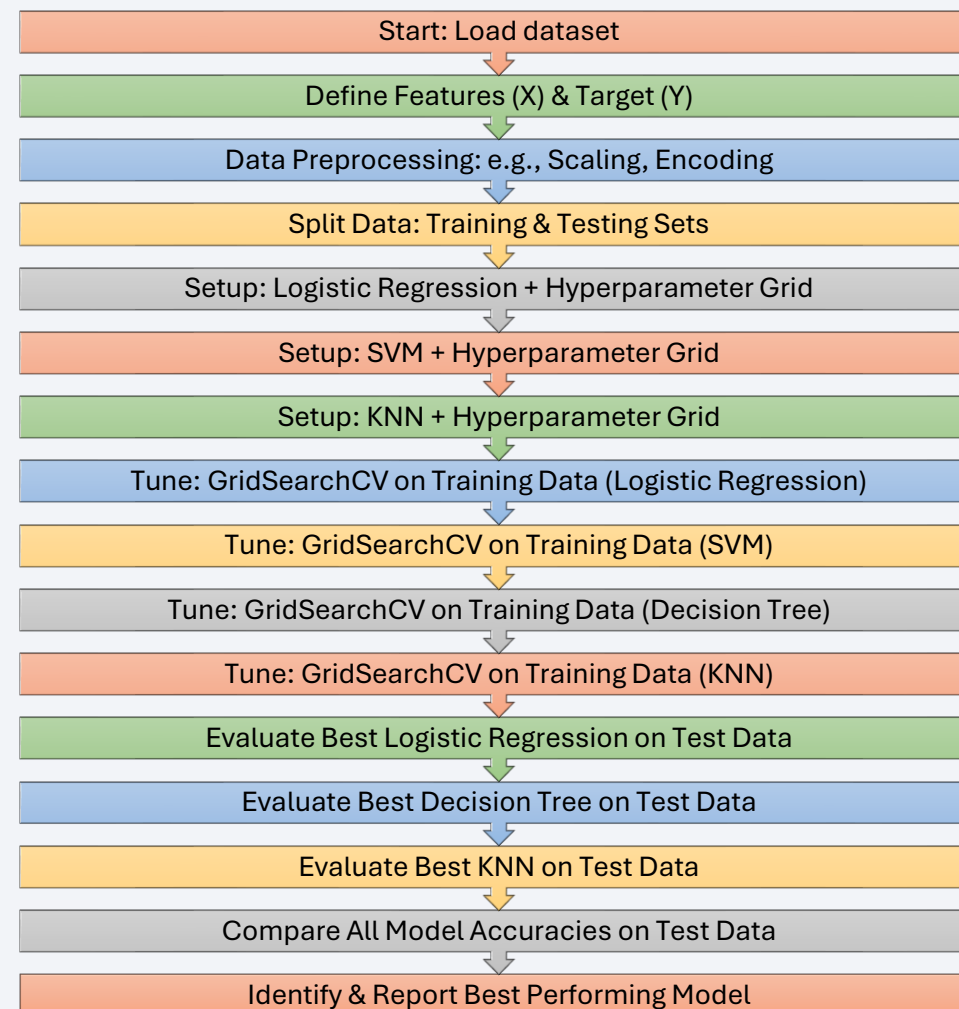 Start: Load dataset
Define Features (X) & Target (Y)
Data Preprocessing: e.g., Scaling, Encoding
Split Data: Training & Testing Sets
Setup: Logistic Regression + Hyperparameter Grid
Setup: SVM + Hyperparameter Grid
Setup: KNN + Hyperparameter Grid
Tune: GridSearchCV on Training Data (Logistic Regression)
Tune: GridSearchCV on Training Data (SVM)
Tune: GridSearchCV on Training Data (Decision Tree)
Tune: GridSearchCV on Training Data (KNN)
Evaluate Best Logistic Regression on Test Data
Evaluate Best Decision Tree on Test Data
Evaluate Best KNN on Test Data
Compare All Model Accuracies on Test Data
Identify & Report Best Performing Model